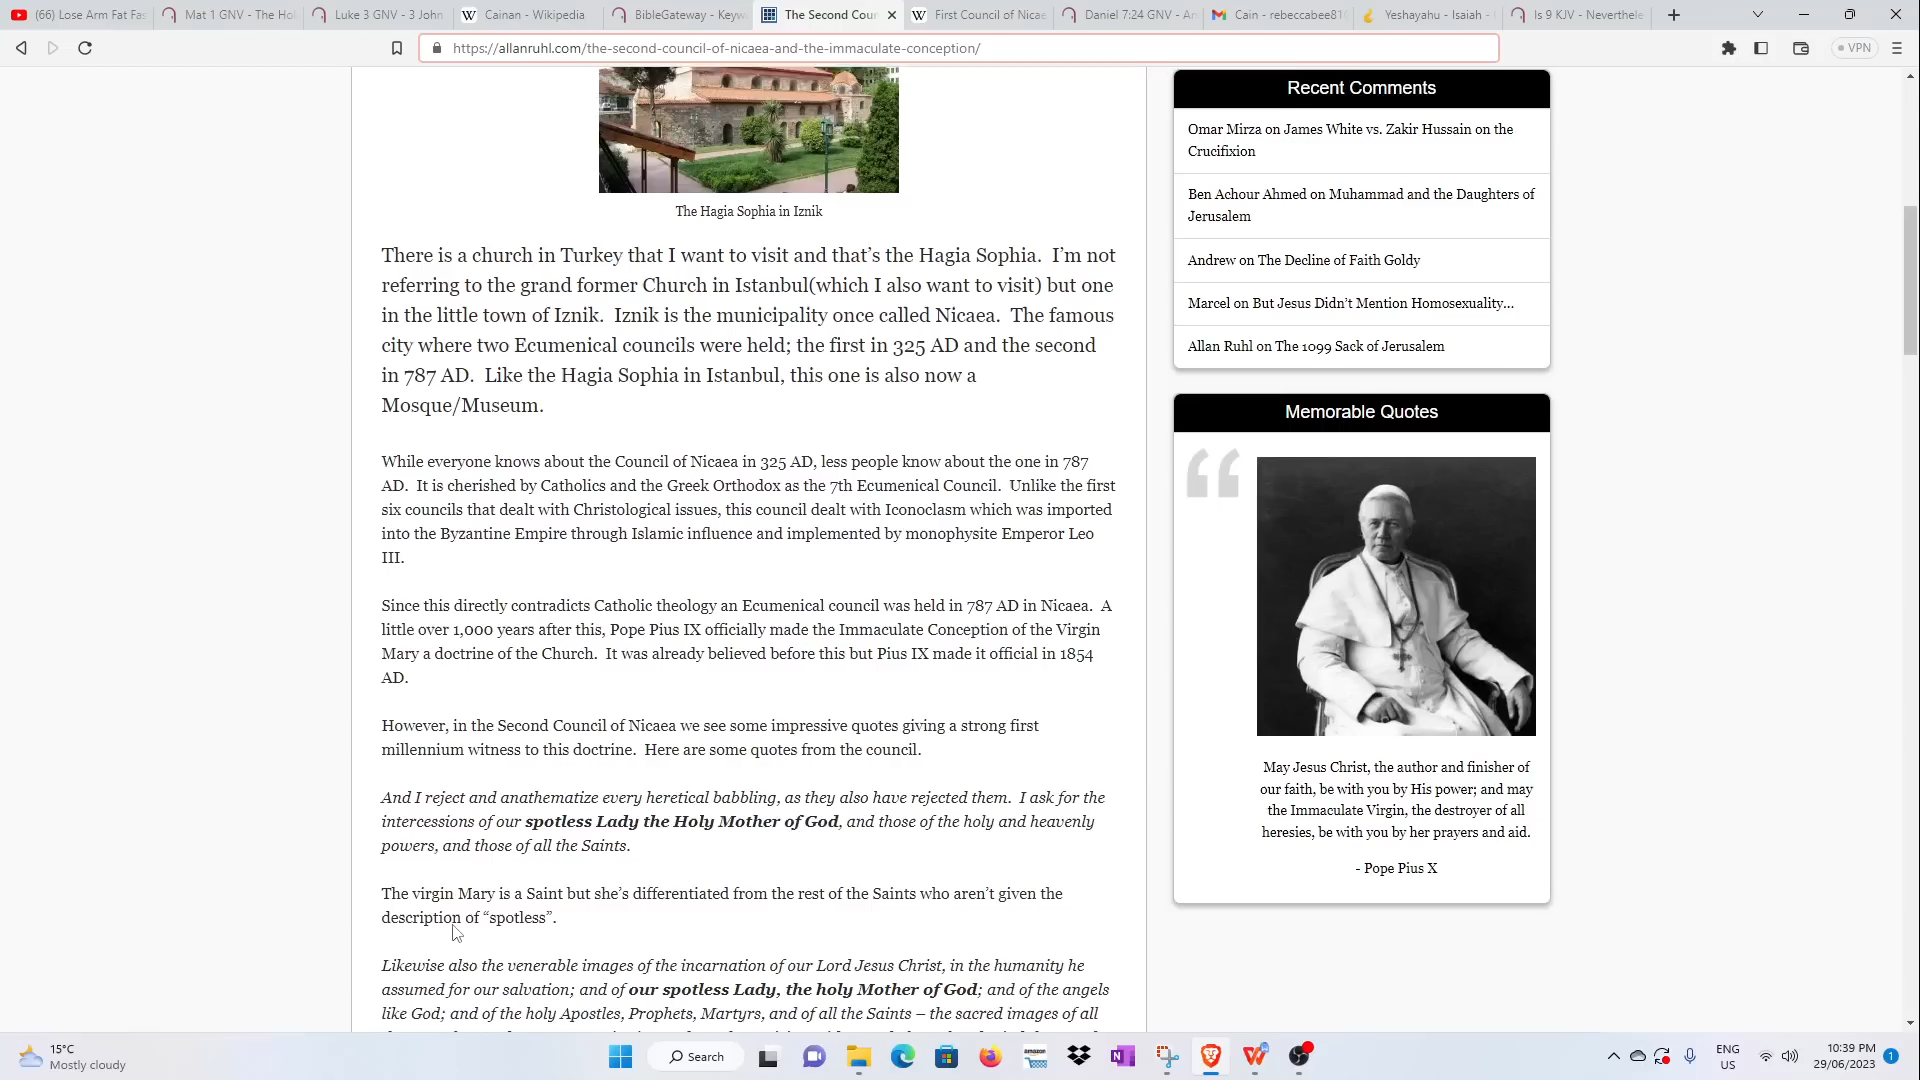 (66) Lose Arm Fat Fas
Mat 1 GNV - The Hol
Luke 3 GNV - 3 John
Cainan - Wikipedia
BibleGateway - Keyw
The Second Coun
First Council of Nicae
Daniel 7:24 GNV - An
Cain - rebeccabee81
Yeshayahu - Isaiah -
Is 9 KJV - Neverthele
https://allanruhl.com/the-second-council-of-nicaea-and-the-immaculate-conception/
VPN
The Hagia Sophia in Iznik
There is a church in Turkey that I want to visit and that’s the Hagia Sophia.  I’m not
referring to the grand former Church in Istanbul(which I also want to visit) but one
in the little town of Iznik.  Iznik is the municipality once called Nicaea.  The famous
city where two Ecumenical councils were held; the first in 325 AD and the second
in 787 AD.  Like the Hagia Sophia in Istanbul, this one is also now a
Mosque/Museum.
While everyone knows about the Council of Nicaea in 325 AD, less people know about the one in 787
AD.  It is cherished by Catholics and the Greek Orthodox as the 7th Ecumenical Council.  Unlike the first
six councils that dealt with Christological issues, this council dealt with Iconoclasm which was imported
into the Byzantine Empire through Islamic influence and implemented by monophysite Emperor Leo
III.
Since this directly contradicts Catholic theology an Ecumenical council was held in 787 AD in Nicaea.  A
little over 1,000 years after this, Pope Pius IX officially made the Immaculate Conception of the Virgin
Mary a doctrine of the Church.  It was already believed before this but Pius IX made it official in 1854
AD.
However, in the Second Council of Nicaea we see some impressive quotes giving a strong first
millennium witness to this doctrine.  Here are some quotes from the council.
And I reject and anathematize every heretical babbling, as they also have rejected them.  I ask for the
intercessions of our spotless Lady the Holy Mother of God, and those of the holy and heavenly
powers, and those of all the Saints.
The virgin Mary is a Saint but she’s differentiated from the rest of the Saints who aren’t given the
description of “spotless”.
Likewise also the venerable images of the incarnation of our Lord Jesus Christ, in the humanity he
assumed for our salvation; and of our spotless Lady, the holy Mother of God; and of the angels
like God; and of the holy Apostles, Prophets, Martyrs, and of all the Saints – the sacred images of all
Recent Comments
Omar Mirza on James White vs. Zakir Hussain on the
Crucifixion
Ben Achour Ahmed on Muhammad and the Daughters of
Jerusalem
Andrew on The Decline of Faith Goldy
Marcel on But Jesus Didn’t Mention Homosexuality…
Allan Ruhl on The 1099 Sack of Jerusalem
Memorable Quotes
“
May Jesus Christ, the author and finisher of
our faith, be with you by His power; and may
the Immaculate Virgin, the destroyer of all
heresies, be with you by her prayers and aid.
- Pope Pius X
15°C
Mostly cloudy
Search
amazon
ENG
US
10:39 PM
29/06/2023
1